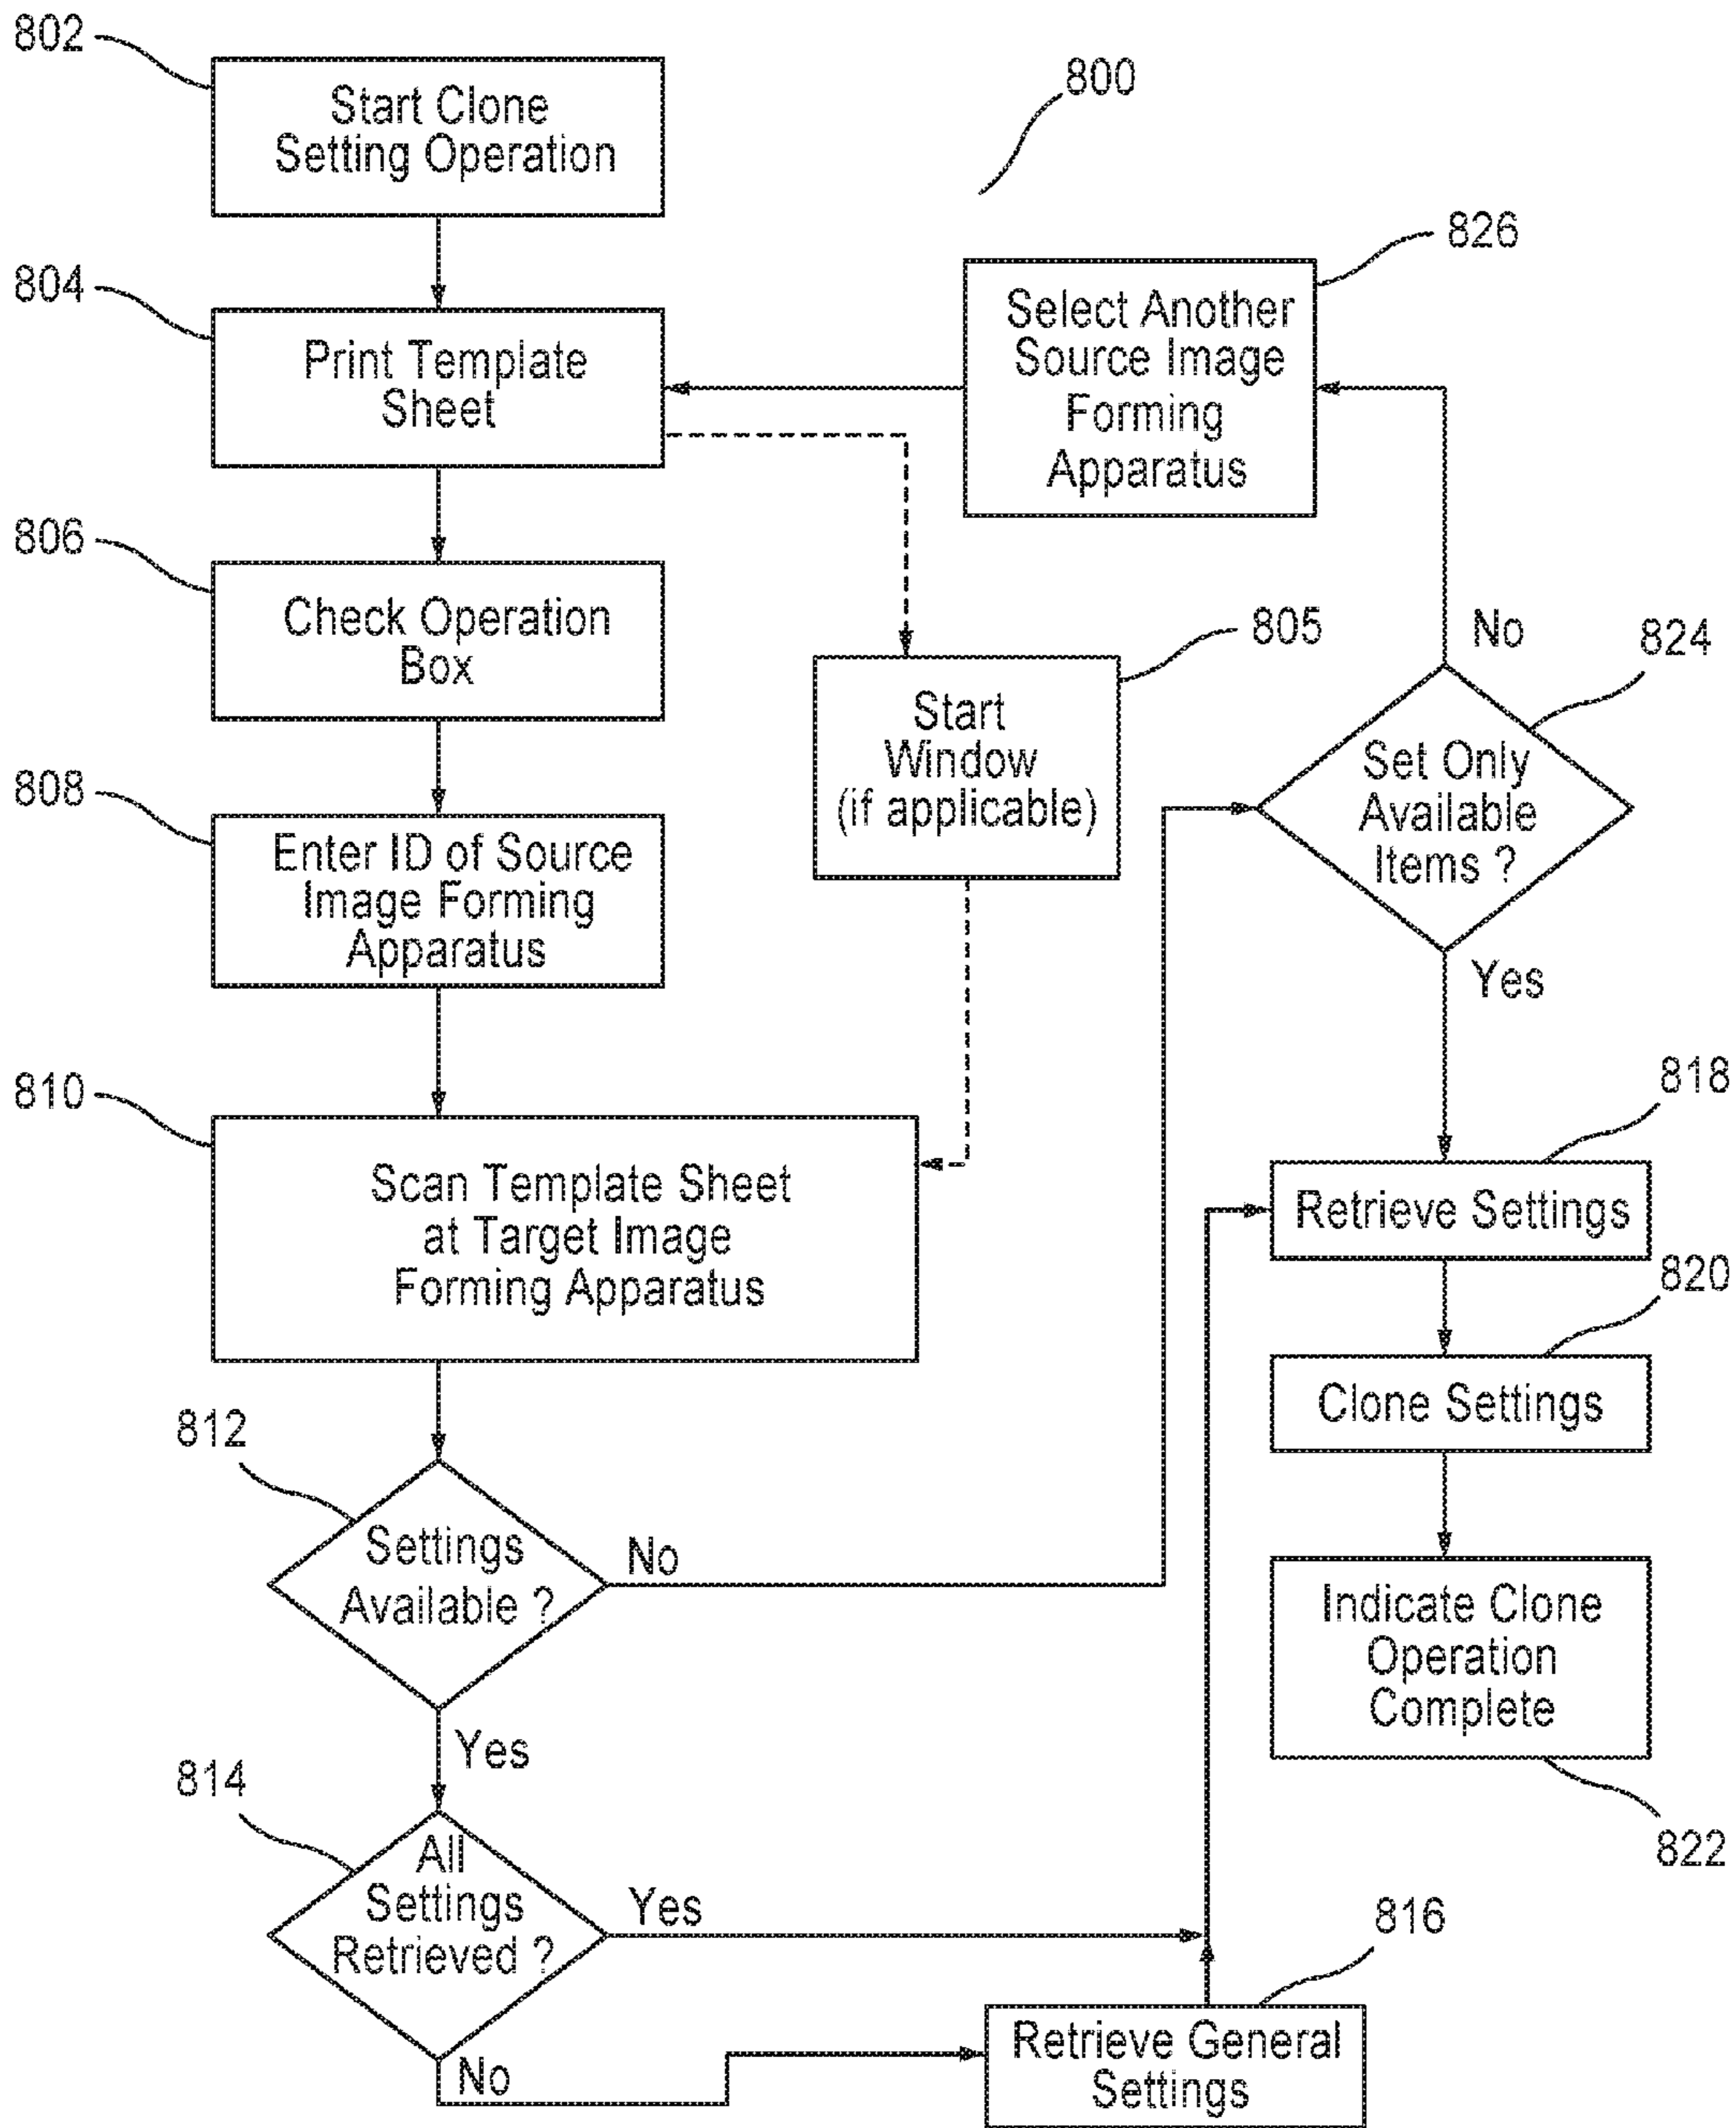 802
Start Clone
Setting Operation
800
804
Print Template
Sheet
826
Select Another
Source Image
Forming
Apparatus
806
Check Operation
Box
805
Start
Window
(if applicable)
No
824
Set Only
Available
Items ?
Yes
808
Enter ID of Source
Image Forming
Apparatus
810
Scan Template Sheet
at Target Image
Forming Apparatus
818
Retrieve Settings
820
Clone Settings
812
Settings
Available ?
No
Yes
Indicate Clone
Operation
Complete
822
814
All
Settings
Retrieved ?
Yes
No
816
Retrieve General
Settings